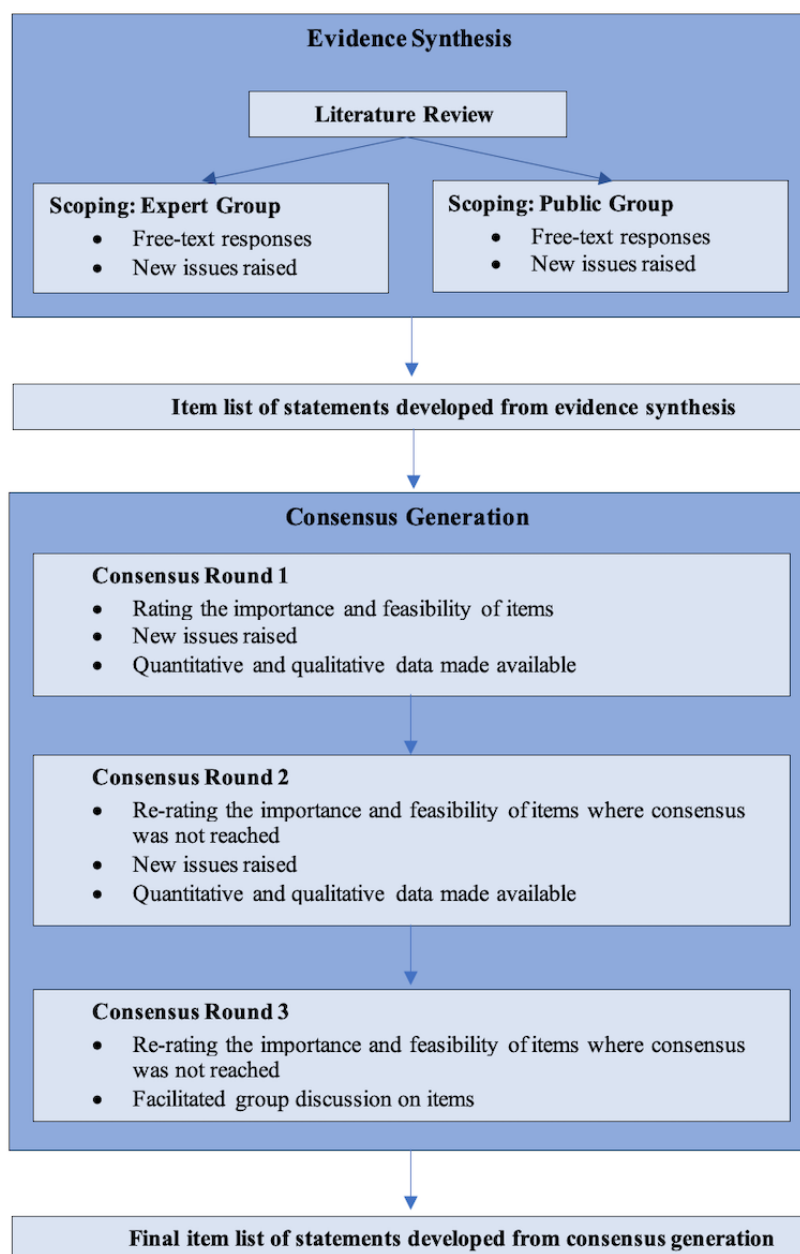 Evidence Synthesis
Literature Review
Scoping: Expert Group
• Free-text responses
• New issues raised
Scoping: Public Group
• Free-text responses
• New issues raised
Item list of statements developed from evidence synthesis
Consensus Generation
Consensus Round 1
• Rating the importance and feasibility of items
• New issues raised
• Quantitative and qualitative data made available
Consensus Round 2
• Re-rating the importance and feasibility of items where consensus
was not reached
• New issues raised
• Quantitative and qualitative data made available
Consensus Round 3
• Re-rating the importance and feasibility of items where consensus
was not reached
• Facilitated group discussion on items
Final item list of statements developed from consensus generation